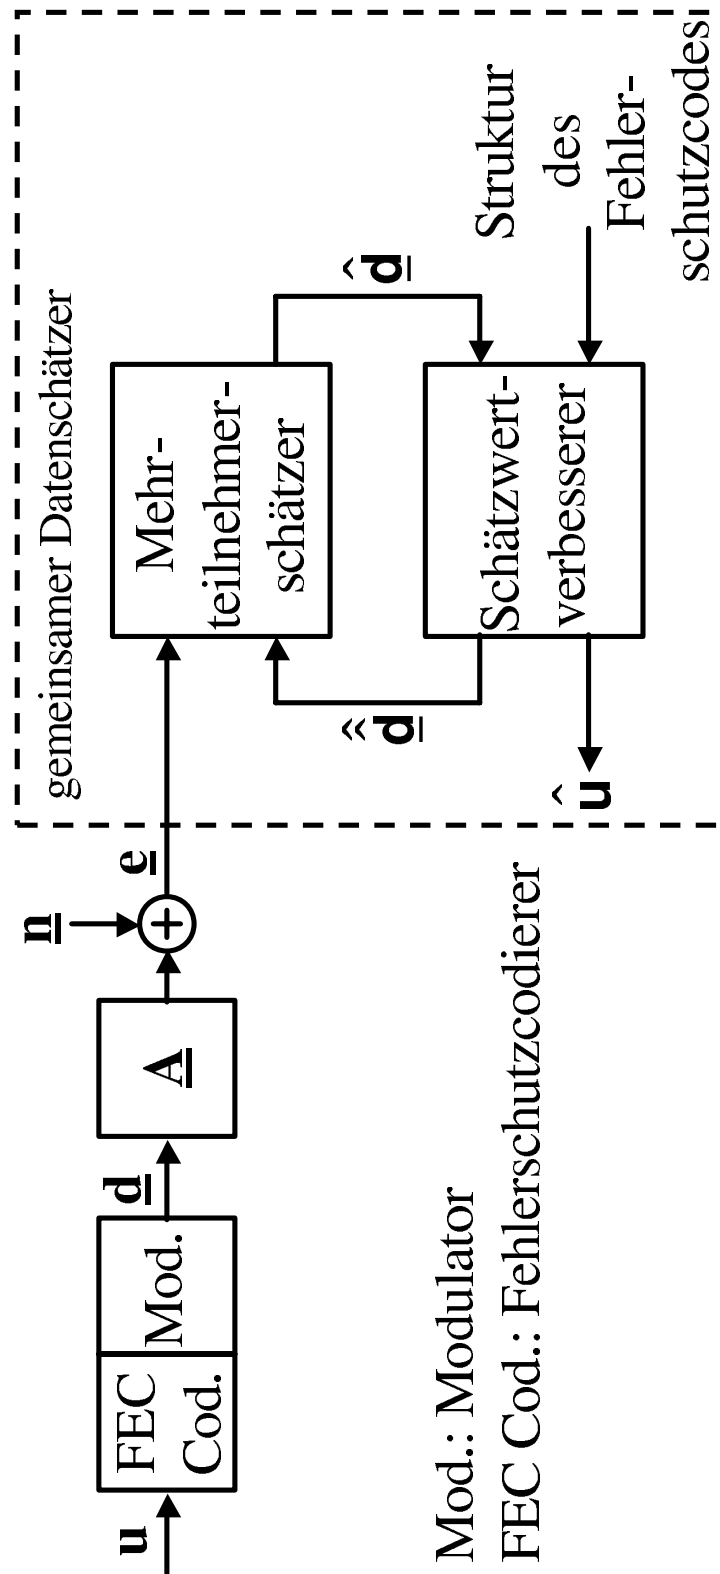 gemeinsamer Datenschätzer
u
FEC
Cod.
Mod.
d
A
n
+
e
Mehr-
teilnehmer-
schätzer
d̂
d̂̂
Schätzwert-
verbesserer
û
Struktur
des
Fehler-
schutzcodes
Mod.: Modulator
FEC Cod.: Fehlerschutzcodierer